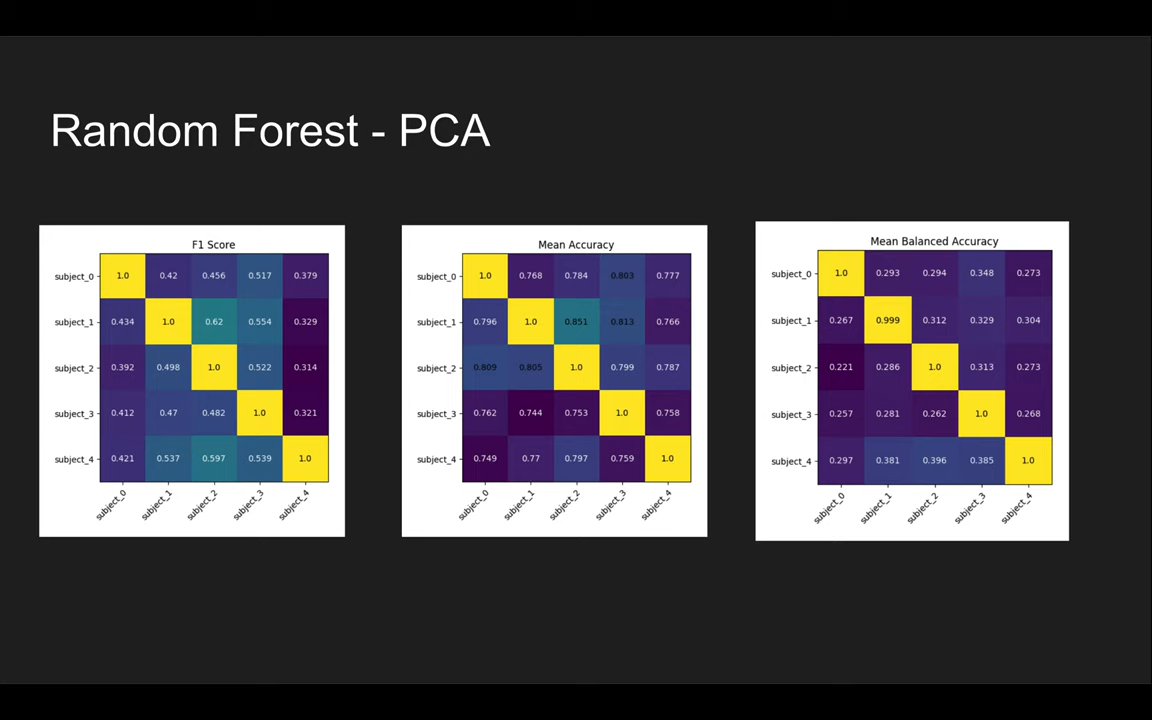 Random Forest - PCA
F1 Score
subject_0 1.0 0.42 0.456 0.517 0.379
subject_1 0.434 1.0 0.62 0.554 0.329
subject_2 0.392 0.498 1.0 0.522 0.314
subject_3 0.412 0.47 0.482 1.0 0.321
subject_4 0.421 0.537 0.597 0.539 1.0
subject_0 subject_1 subject_2 subject_3 subject_4
Mean Accuracy
subject_0 1.0 0.768 0.784 0.803 0.777
subject_1 0.796 1.0 0.851 0.813 0.766
subject_2 0.809 0.805 1.0 0.799 0.787
subject_3 0.762 0.744 0.753 1.0 0.758
subject_4 0.749 0.77 0.797 0.759 1.0
subject_0 subject_1 subject_2 subject_3 subject_4
Mean Balanced Accuracy
subject_0 1.0 0.293 0.294 0.348 0.273
subject_1 0.267 0.999 0.312 0.329 0.304
subject_2 0.221 0.286 1.0 0.313 0.273
subject_3 0.257 0.281 0.262 1.0 0.268
subject_4 0.297 0.381 0.396 0.385 1.0
subject_0 subject_1 subject_2 subject_3 subject_4